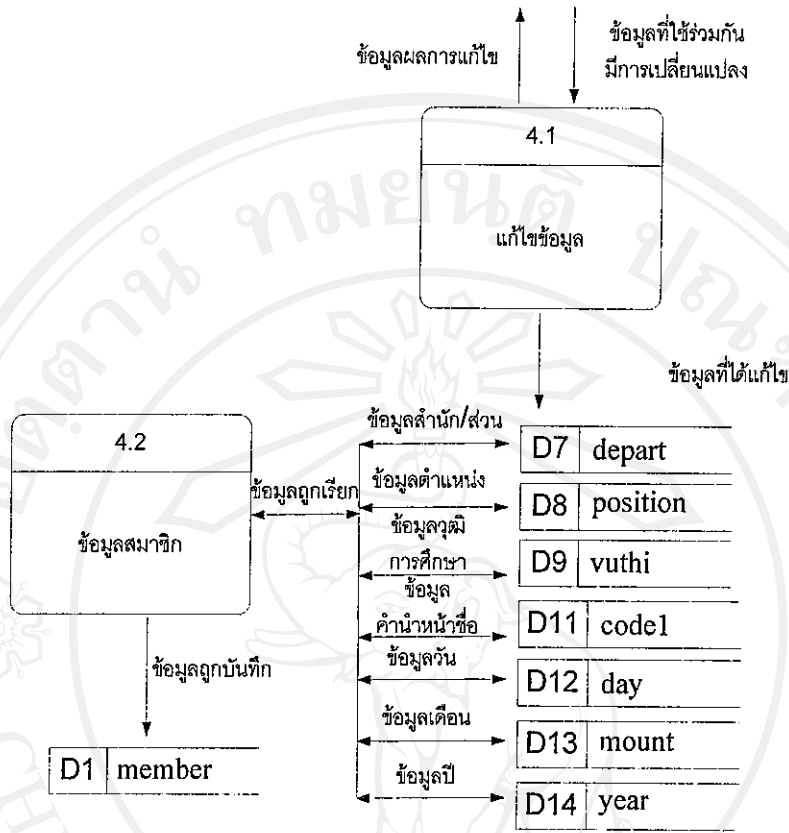 ข้อมูลผลการแก้ไข
ข้อมูลที่ใช้ร่วมกัน
มีการเปลี่ยนแปลง
4.1
แก้ไขข้อมูล
ข้อมูลที่ได้แก้ไข
4.2
ข้อมูลสมาชิก
ข้อมูลถูกเรียก
ข้อมูลถูกบันทึก
D1 member
ข้อมูลสำนัก/ส่วน
D7 depart
ข้อมูลตำแหน่ง
D8 position
ข้อมูลวุฒิ
การศึกษา
D9 vuthi
ข้อมูล
คำนำหน้าชื่อ
D11 code1
ข้อมูลวัน
D12 day
ข้อมูลเดือน
D13 mount
ข้อมูลปี
D14 year
ทมยนติ